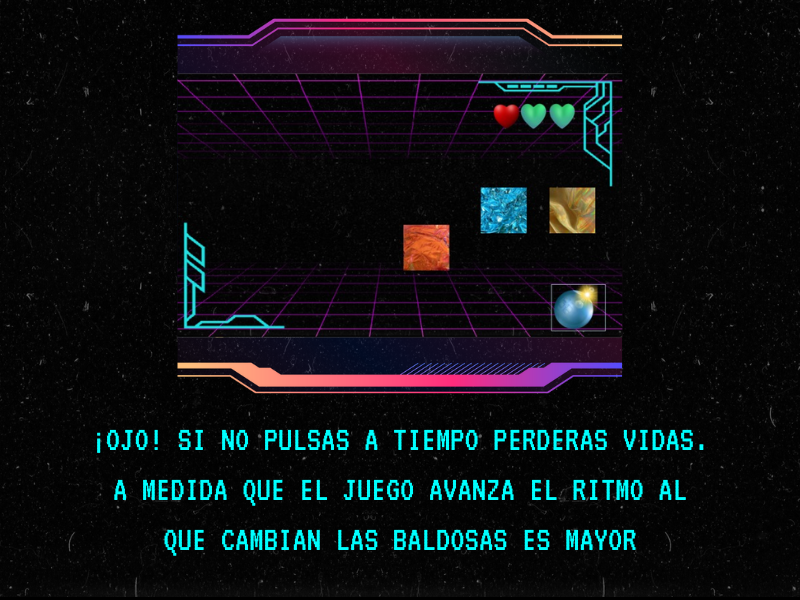 ¡OJO! SI NO PULSAS A TIEMPO PERDERAS VIDAS.
A MEDIDA QUE EL JUEGO AVANZA EL RITMO AL
QUE CAMBIAN LAS BALDOSAS ES MAYOR